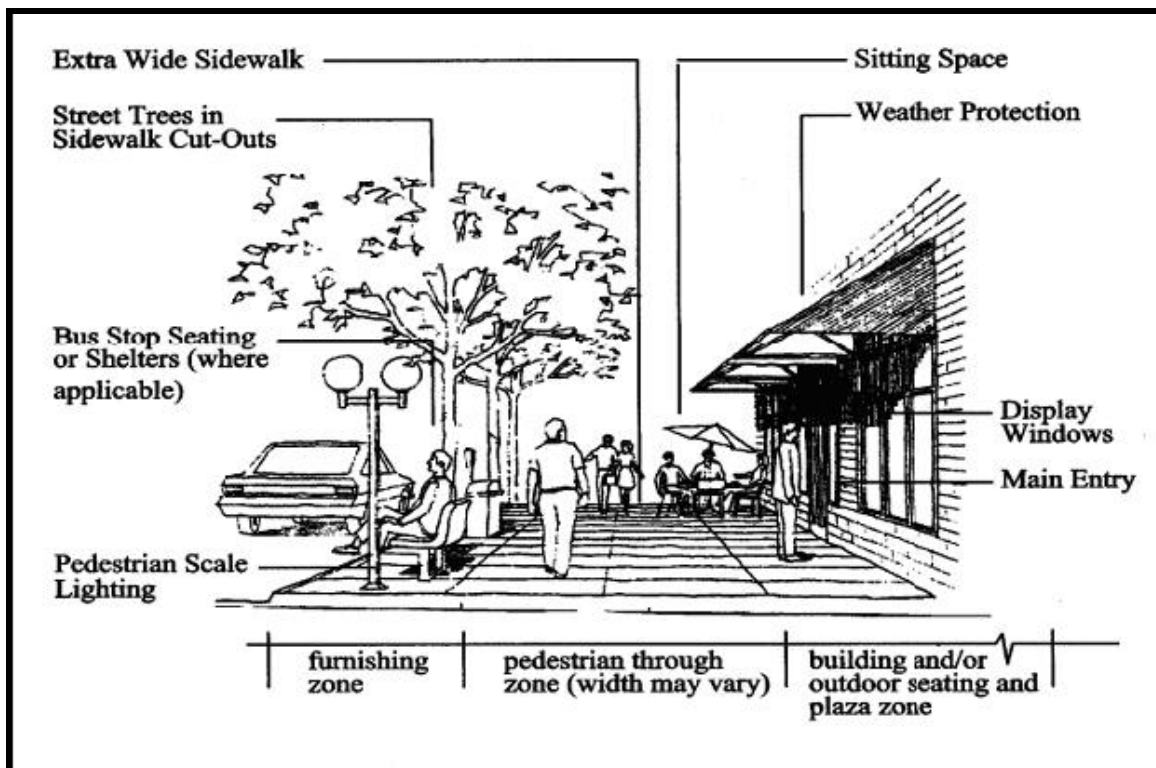 Extra Wide Sidewalk
Sitting Space
Street Trees in
Sidewalk Cut-Outs
Weather Protection
Bus Stop Seating
or Shelters (where
applicable)
Display
Windows
Main Entry
Pedestrian Scale
Lighting
furnishing
zone
pedestrian through
zone (width may vary)
building and/or
outdoor seating and
plaza zone